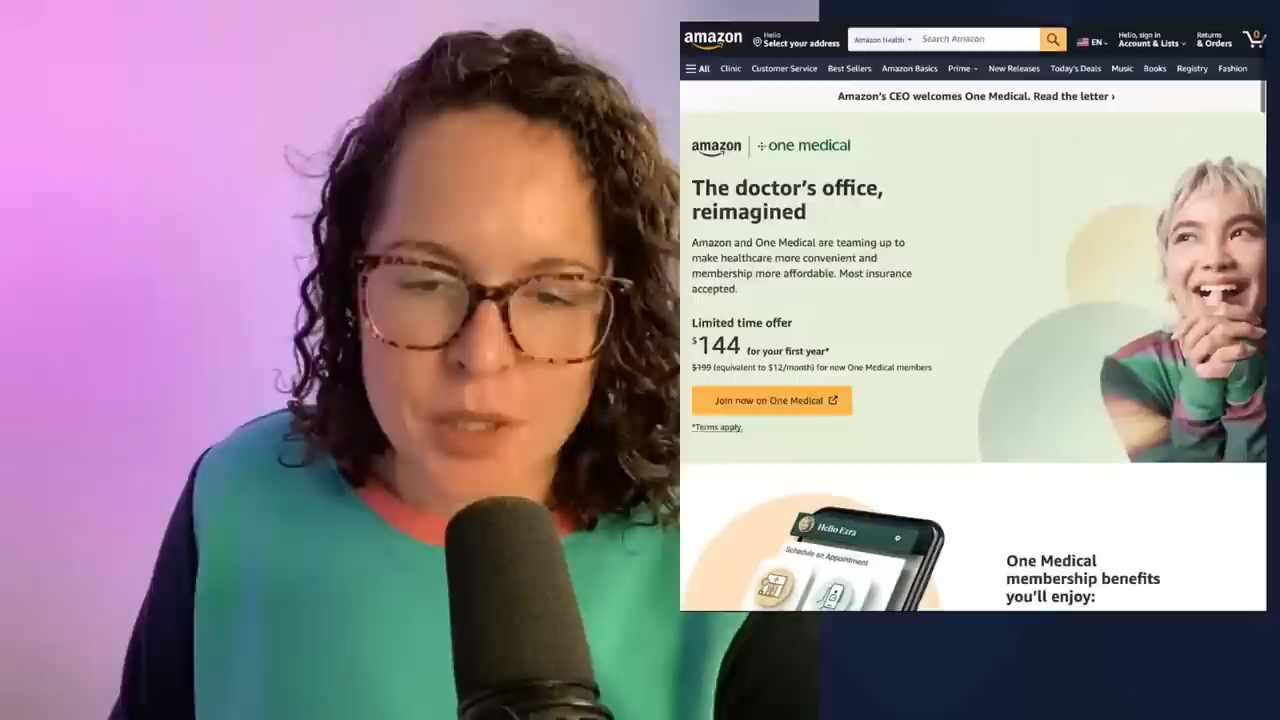 amazon
Hello
Select your address
Amazon Health
Search Amazon
EN
Hello, sign in
Account & Lists
Returns
& Orders
0
All Clinic Customer Service Best Sellers Amazon Basics Prime New Releases Today's Deals Music Books Registry Fashion
Amazon's CEO welcomes One Medical. Read the letter ›
amazon | one medical
The doctor's office,
reimagined
Amazon and One Medical are teaming up to
make healthcare more convenient and
membership more affordable. Most insurance
accepted.
Limited time offer
$144 for your first year*
$199 (equivalent to $12/month) for new One Medical members
Join now on One Medical
*Terms apply.
Hello Ezra
Schedule an Appointment
One Medical
membership benefits
you'll enjoy: